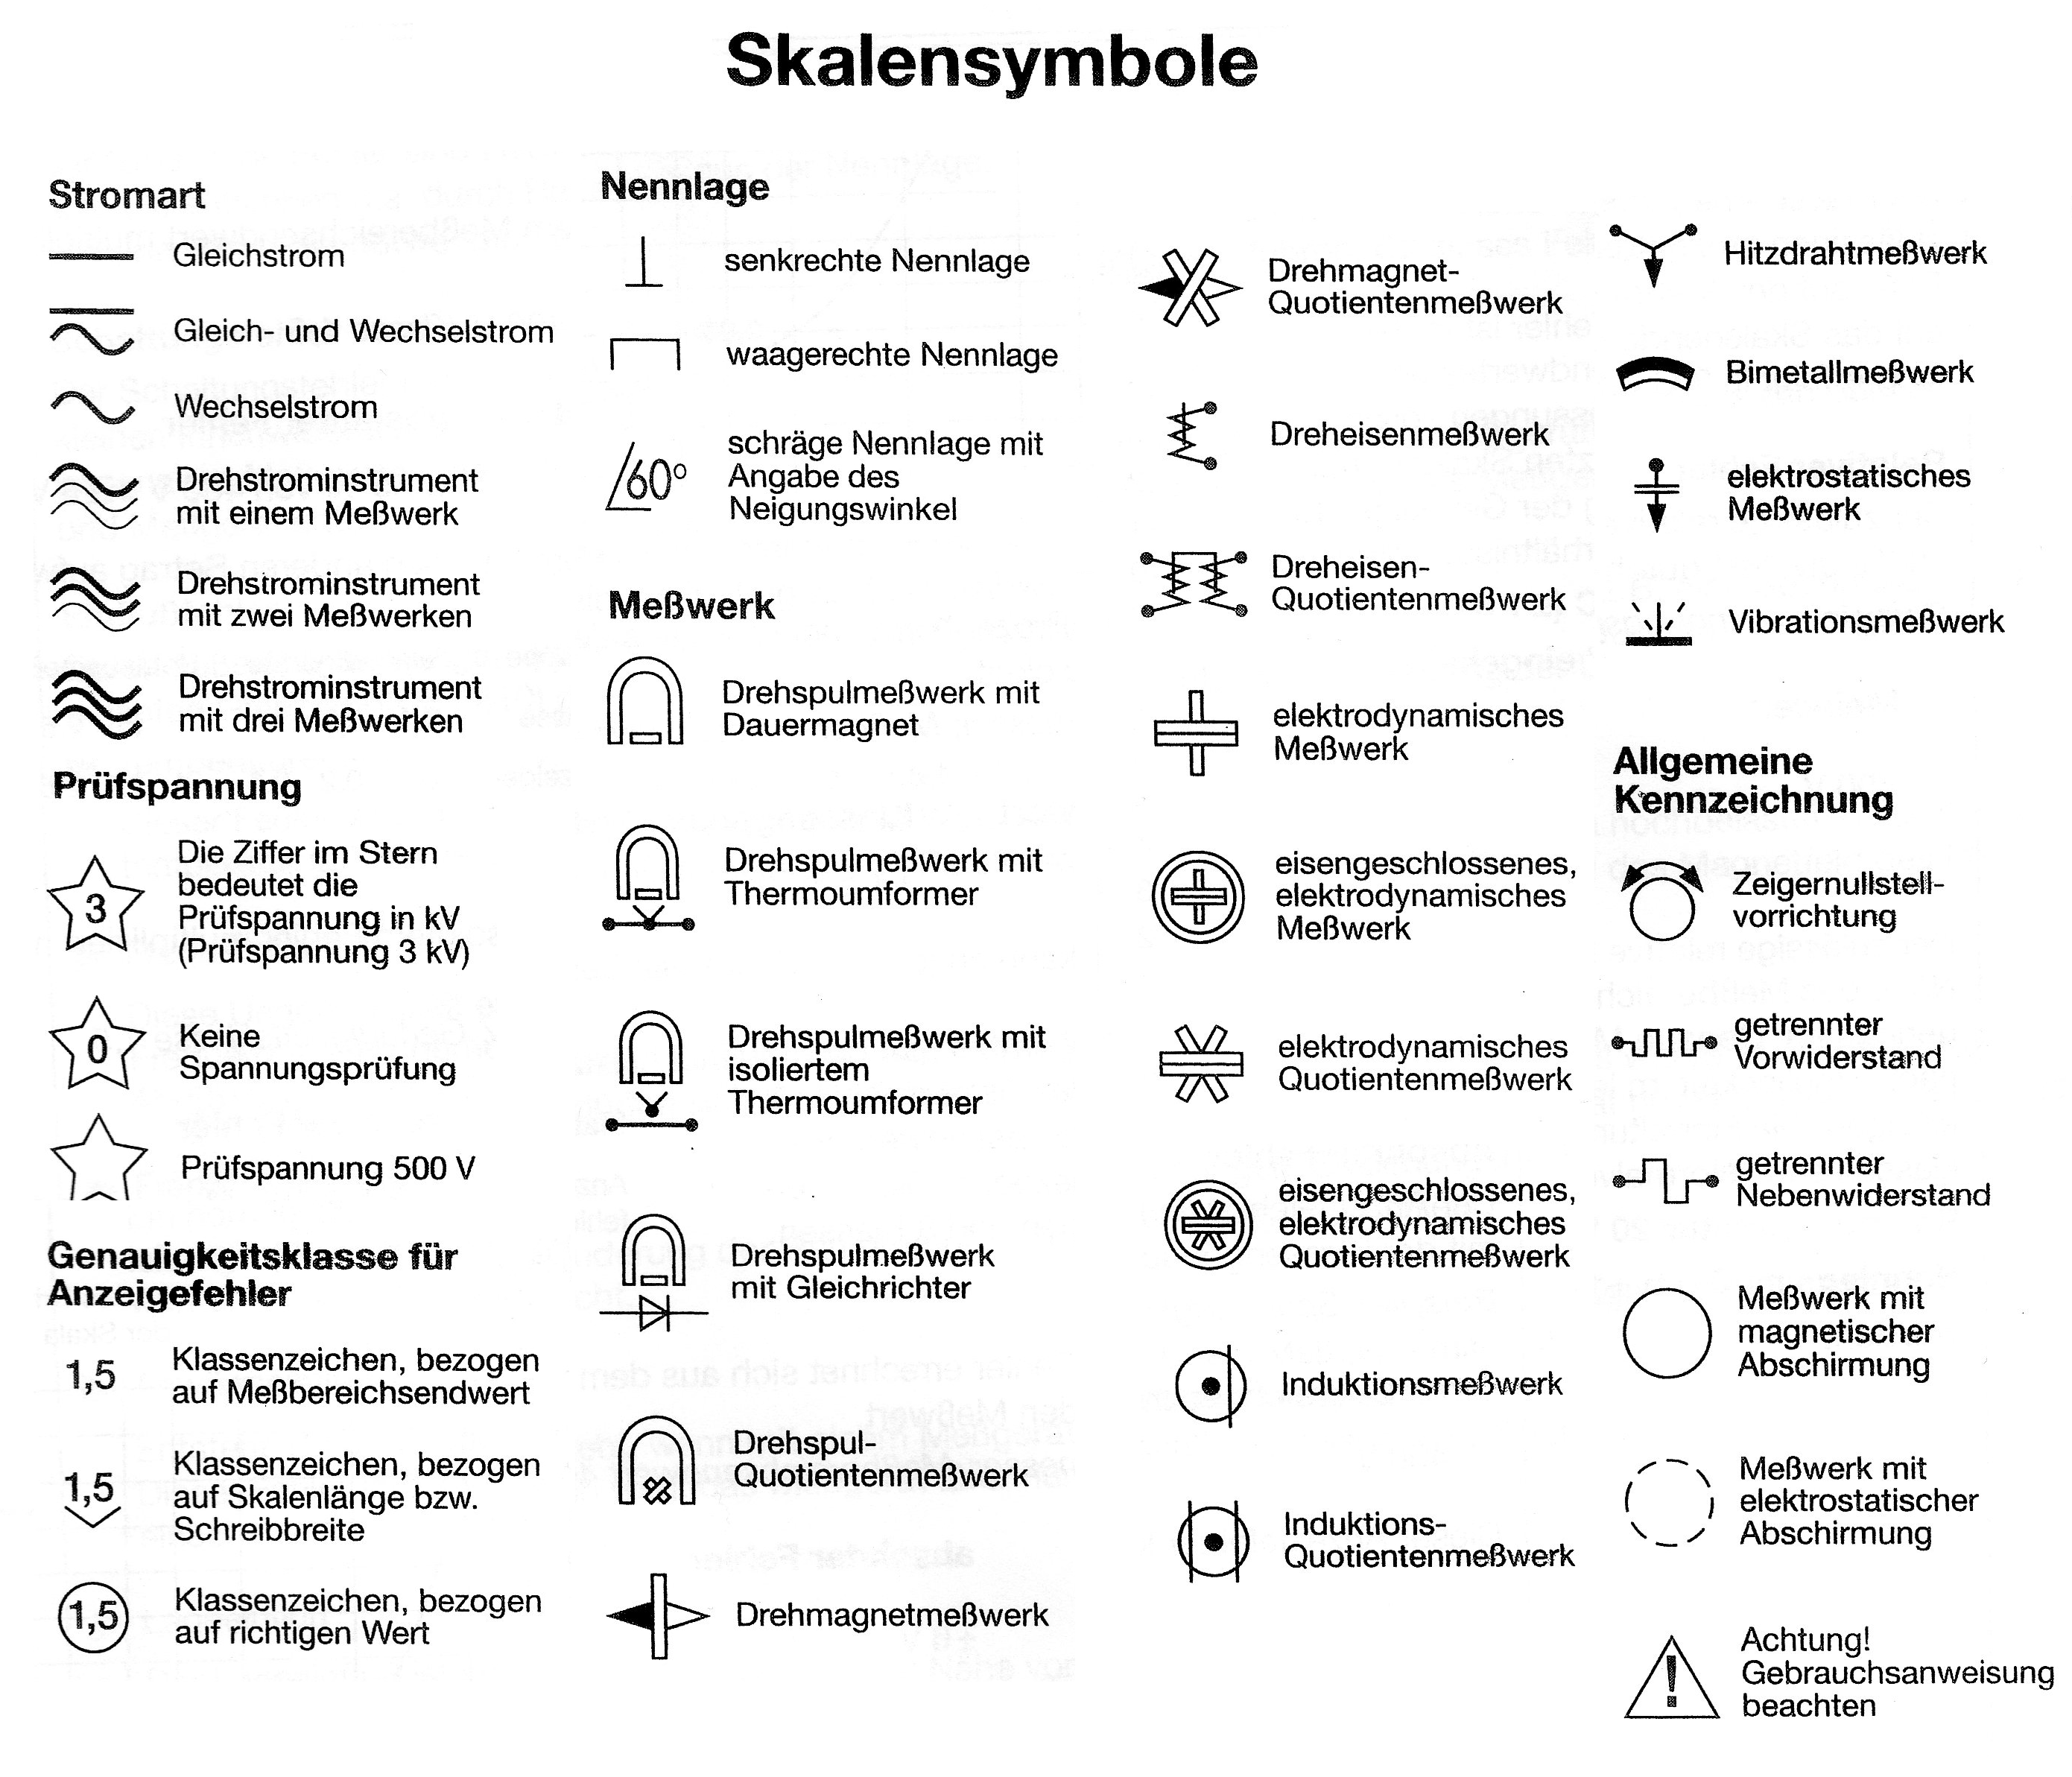 Skalensymbole
Stromart
Gleichstrom
Gleich- und Wechselstrom
Wechselstrom
Drehstrominstrument
mit einem Meßwerk
Drehstrominstrument
mit zwei Meßwerken
Drehstrominstrument
mit drei Meßwerken
Prüfspannung
3
Die Ziffer im Stern
bedeutet die
Prüfspannung in kV
(Prüfspannung 3 kV)
0
Keine
Spannungsprüfung
Prüfspannung 500 V
Genauigkeitsklasse für
Anzeigefehler
1,5
Klassenzeichen, bezogen
auf Meßbereichsendwert
1,5
Klassenzeichen, bezogen
auf Skalenlänge bzw.
Schreibbreite
1,5
Klassenzeichen, bezogen
auf richtigen Wert
Nennlage
senkrechte Nennlage
waagerechte Nennlage
60°
schräge Nennlage mit
Angabe des
Neigungswinkel
Meßwerk
Drehspulmeßwerk mit
Dauermagnet
Drehspulmeßwerk mit
Thermoumformer
Drehspulmeßwerk mit
isoliertem
Thermoumformer
Drehspulmeßwerk
mit Gleichrichter
Drehspul-
Quotientenmeßwerk
Drehmagnetmeßwerk
Drehmagnet-
Quotientenmeßwerk
Dreheisenmeßwerk
Dreheisen-
Quotientenmeßwerk
elektrodynamisches
Meßwerk
eisengeschlossenes,
elektrodynamisches
Meßwerk
elektrodynamisches
Quotientenmeßwerk
eisengeschlossenes,
elektrodynamisches
Quotientenmeßwerk
Induktionsmeßwerk
Induktions-
Quotientenmeßwerk
Hitzdrahtmeßwerk
Bimetallmeßwerk
elektrostatisches
Meßwerk
Vibrationsmeßwerk
Allgemeine
Kennzeichnung
Zeigernullstell-
vorrichtung
getrennter
Vorwiderstand
getrennter
Nebenwiderstand
Meßwerk mit
magnetischer
Abschirmung
Meßwerk mit
elektrostatischer
Abschirmung
!
Achtung!
Gebrauchsanweisung
beachten